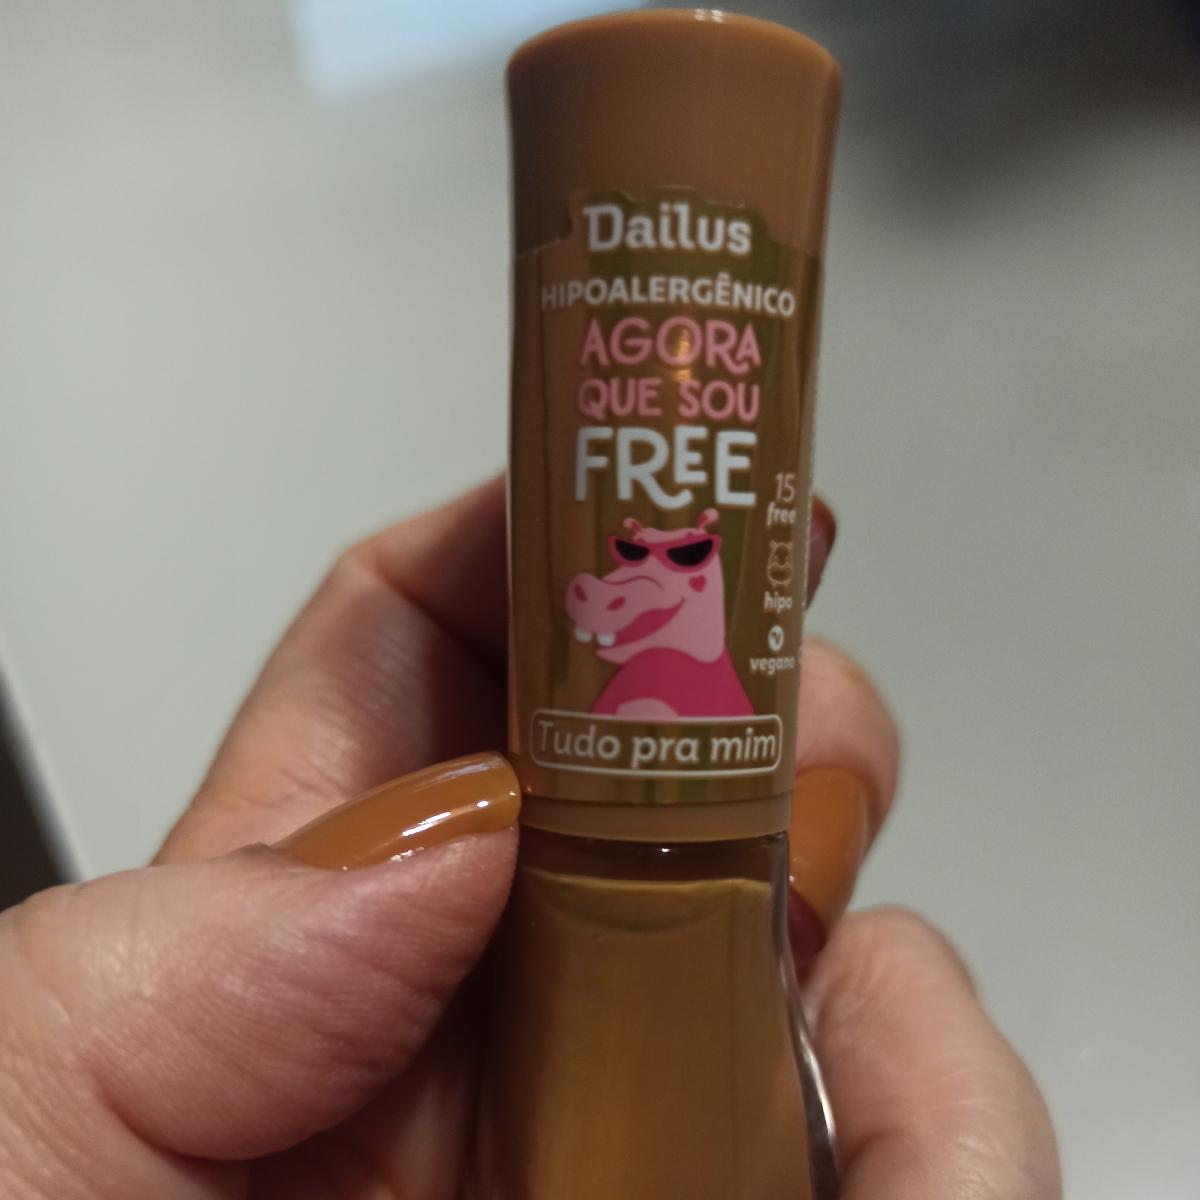 Dailus
HIPOALERGÊNICO
AGORA
QUE SOU
FREE
15
free
hipo
vegano
Tudo pra mim